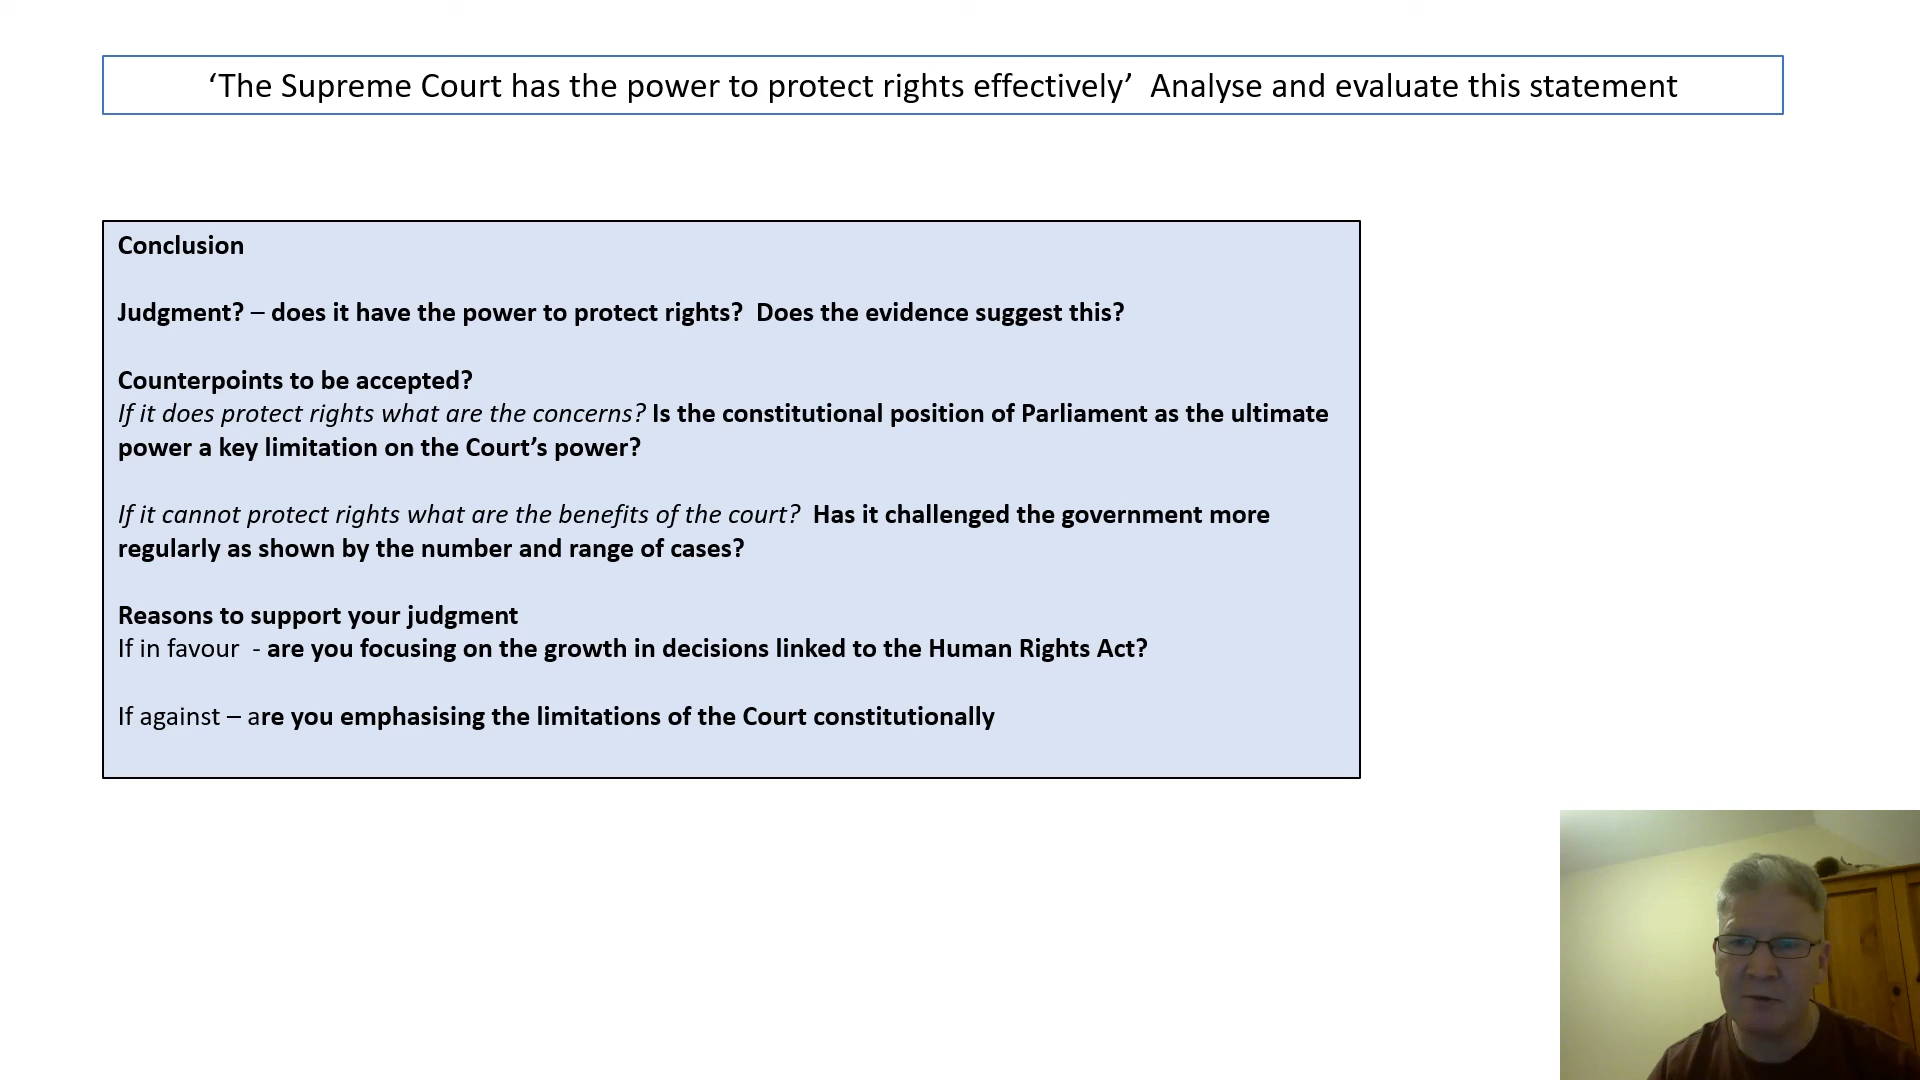 ‘The Supreme Court has the power to protect rights effectively’  Analyse and evaluate this statement
Conclusion
Judgment? – does it have the power to protect rights?  Does the evidence suggest this?
Counterpoints to be accepted?
If it does protect rights what are the concerns? Is the constitutional position of Parliament as the ultimate
power a key limitation on the Court’s power?
If it cannot protect rights what are the benefits of the court?  Has it challenged the government more
regularly as shown by the number and range of cases?
Reasons to support your judgment
If in favour  - are you focusing on the growth in decisions linked to the Human Rights Act?
If against – are you emphasising the limitations of the Court constitutionally